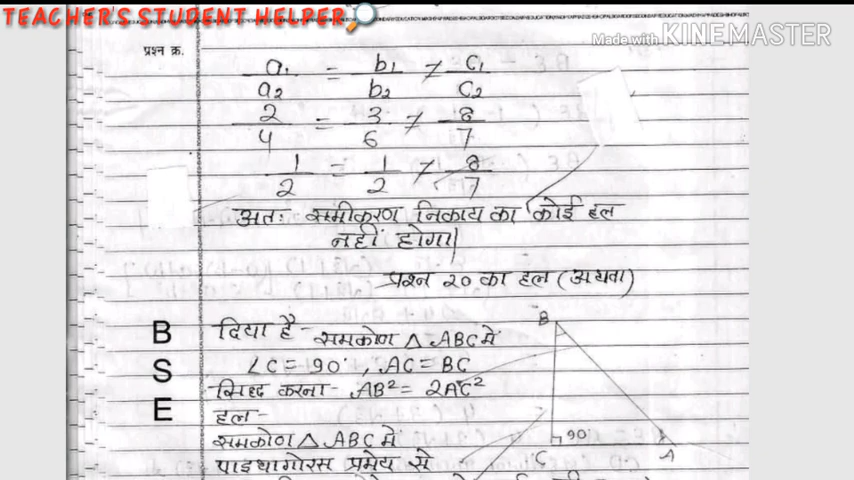 TEACHER'S STUDENT HELPER
Made with KINEMASTER
प्रश्न क्र.
a₁/a₂ = b₁/b₂ ≠ c₁/c₂
2/4 = 3/6 ≠ 8/7
1/2 = 1/2 ≠ 8/7
अतः समीकरण निकाय का कोई हल
नहीं होगा|
प्रश्न २० का हल (अथवा)
B
S
E
दिया है - समकोण △ ABC में
∠C = 90°, AC = BC
सिद्ध करना - AB² = 2AC²
हल -
समकोण △ ABC में
पाइथागोरस प्रमेय से
B
90°
C
A